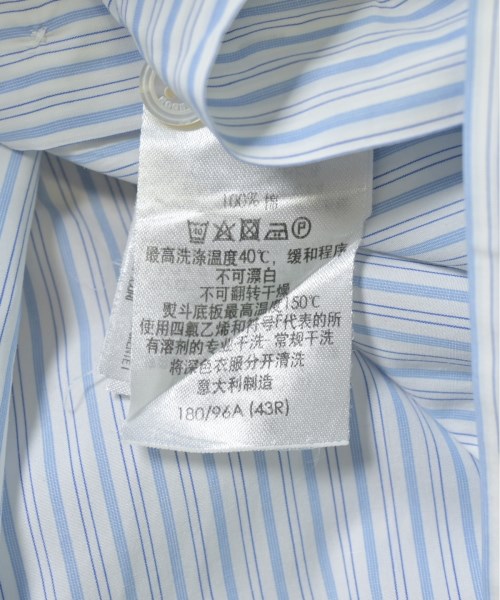 100% 棉
40 P
最高洗涤温度40℃，缓和程序
不可漂白
不可翻转干燥
熨斗底板最高温度150℃
使用四氯乙烯和符号F代表的所
有溶剂的专业干洗. 常规干洗
将深色衣服分开清洗
意大利制造
180/96A (43R)